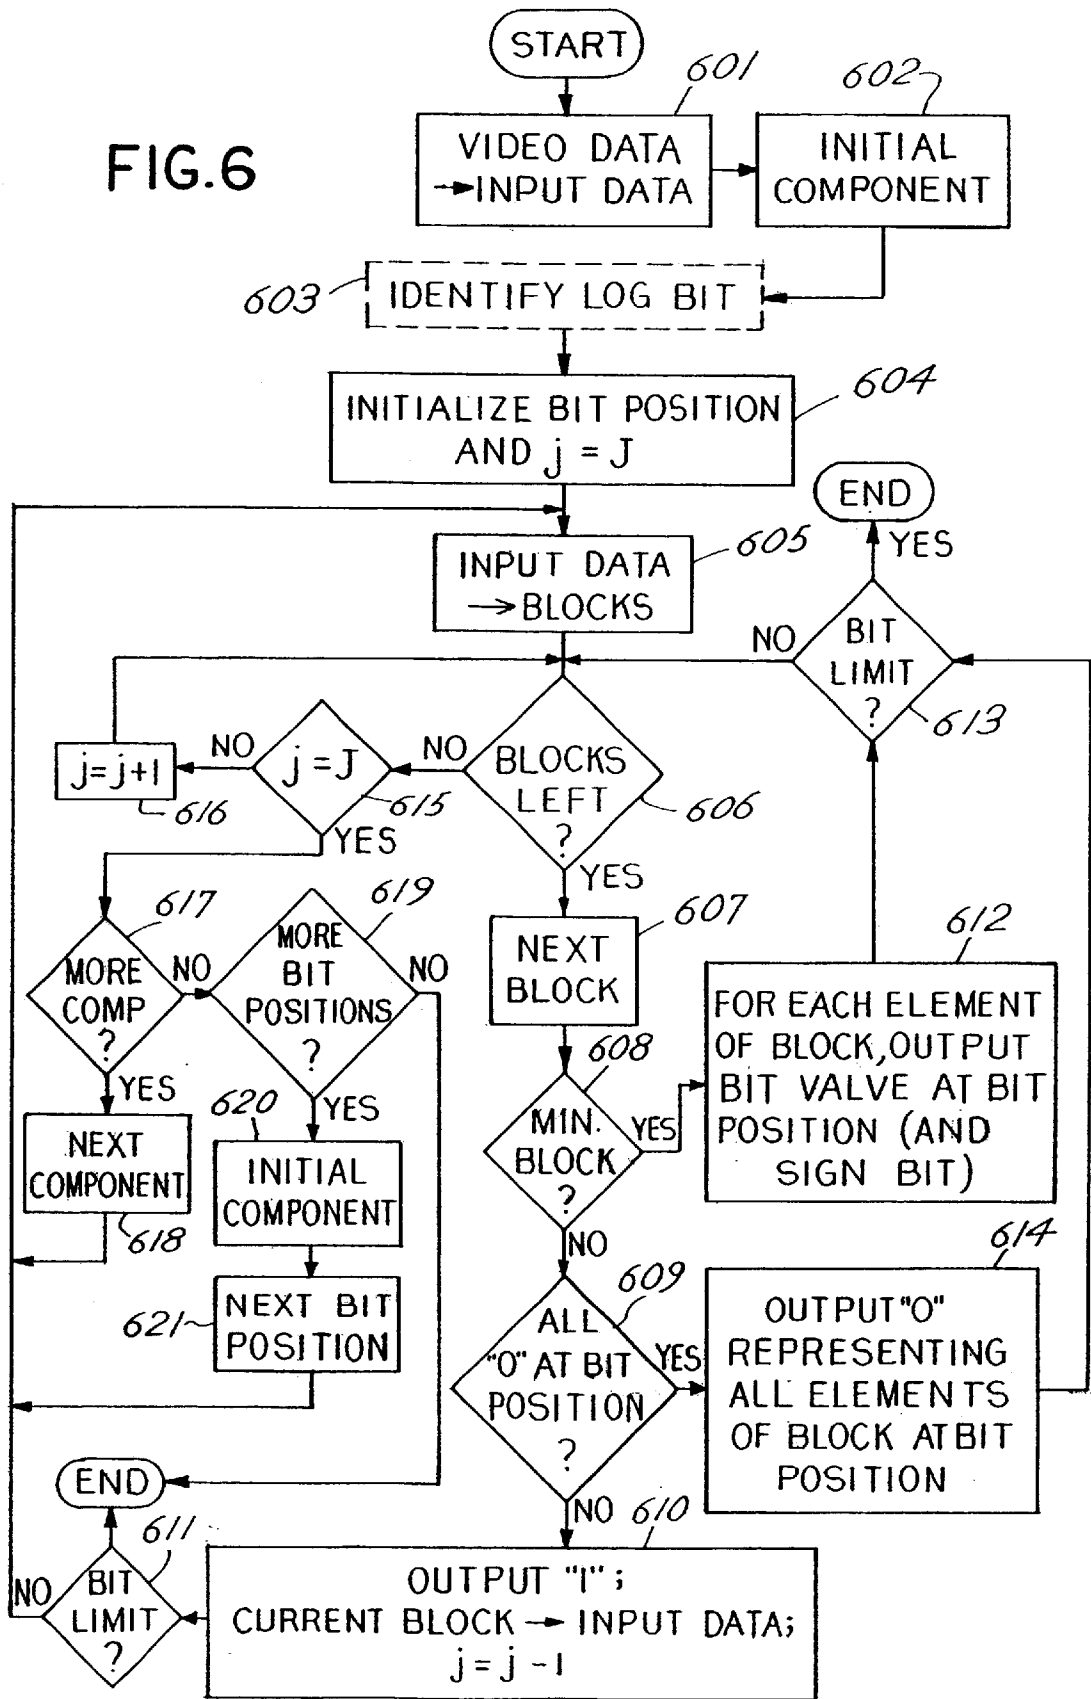 FIG.6
START
601
VIDEO DATA
→INPUT DATA
602
INITIAL
COMPONENT
603
IDENTIFY LOG BIT
604
INITIALIZE BIT POSITION
AND j = J
605
INPUT DATA
→BLOCKS
END
YES
NO
BIT
LIMIT
?
613
j=j+1
616
NO
j=J
615
YES
NO
BLOCKS
LEFT
?
606
YES
617
MORE
COMP
?
NO
YES
619
MORE
BIT
POSITIONS
?
NO
YES
607
NEXT
BLOCK
612
FOR EACH ELEMENT
OF BLOCK, OUTPUT
BIT VALVE AT BIT
POSITION (AND
SIGN BIT)
608
MIN.
BLOCK
?
YES
NO
NEXT
COMPONENT
618
620
INITIAL
COMPONENT
621
NEXT BIT
POSITION
609
ALL
"0" AT BIT
POSITION
?
YES
NO
614
OUTPUT "0"
REPRESENTING
ALL ELEMENTS
OF BLOCK AT BIT
POSITION
END
611
BIT
LIMIT
?
NO
610
OUTPUT "1";
CURRENT BLOCK → INPUT DATA;
j = j - 1